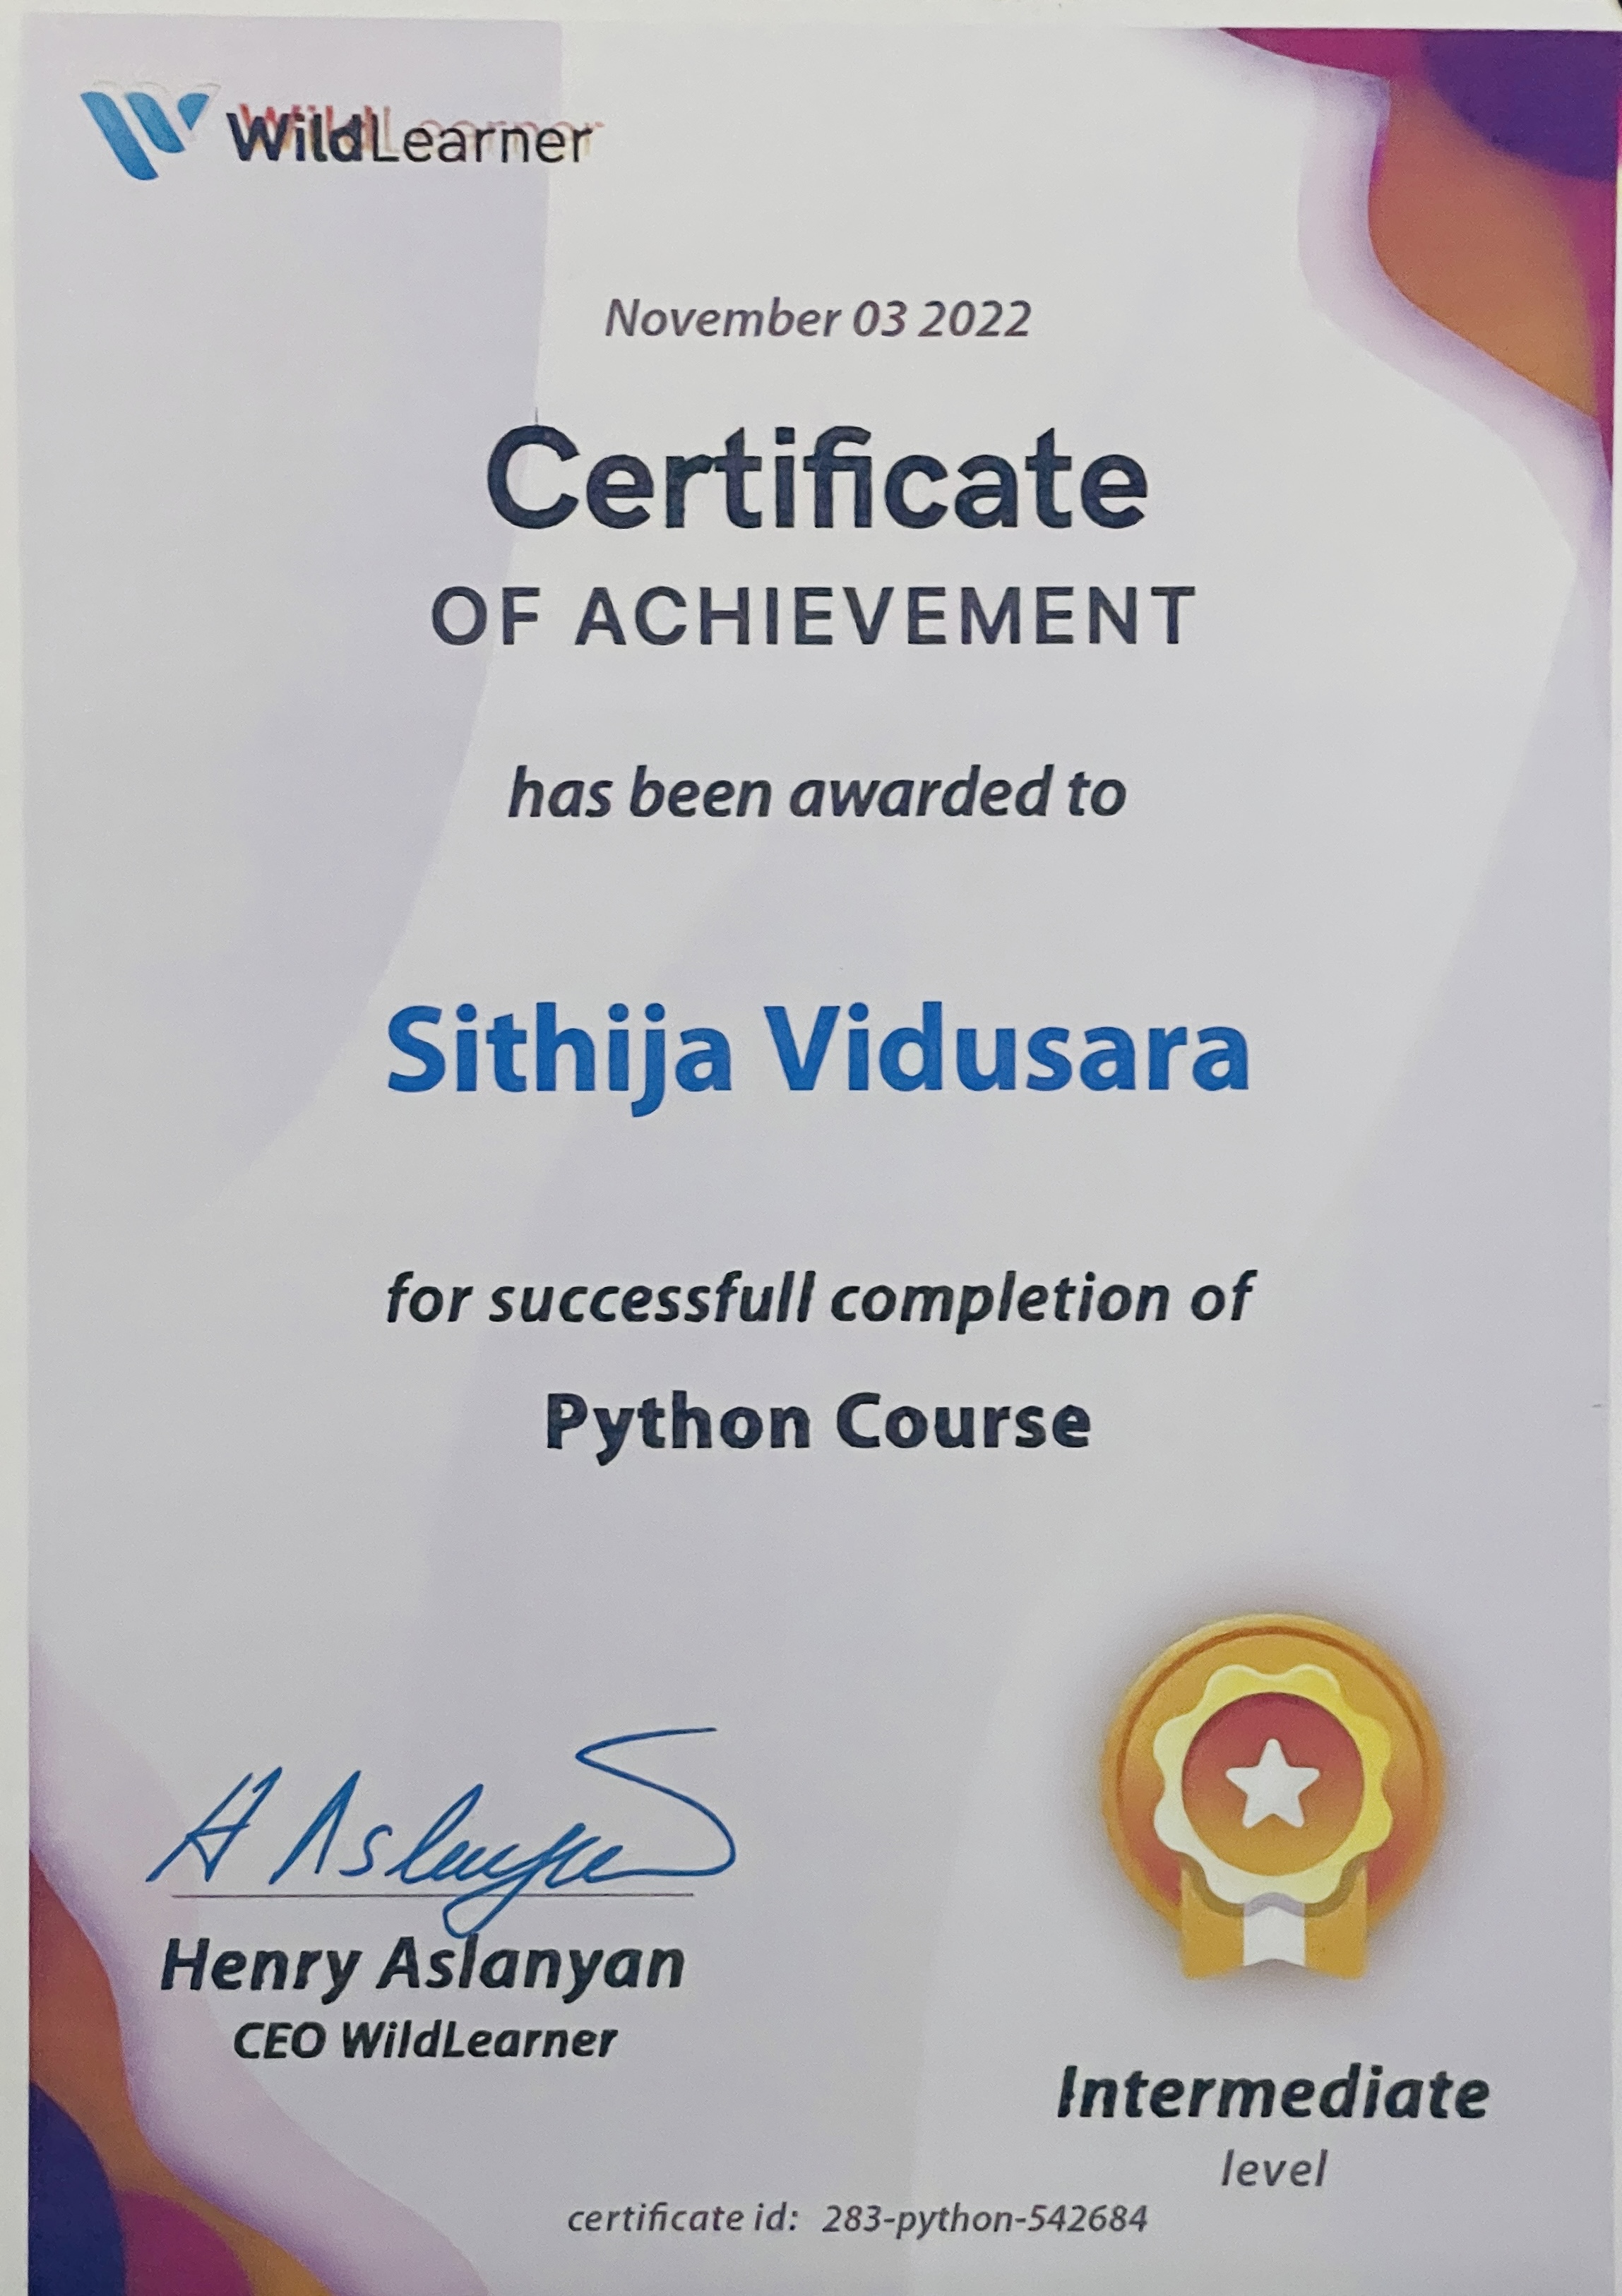 WildLearner
November 03 2022
Certificate
OF ACHIEVEMENT
has been awarded to
Sithija Vidusara
for successfull completion of
Python Course
H Aslanyan
Henry Aslanyan
CEO WildLearner
Intermediate
level
certificate id: 283-python-542684